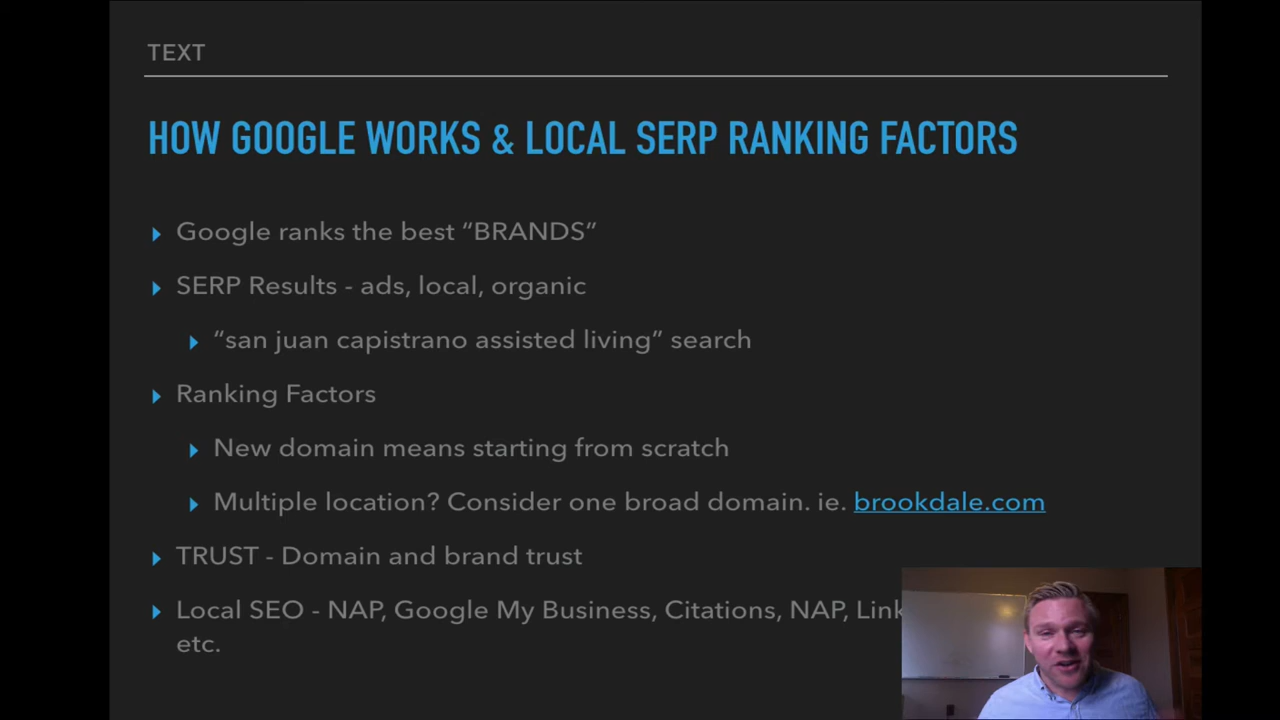 TEXT
HOW GOOGLE WORKS & LOCAL SERP RANKING FACTORS
Google ranks the best “BRANDS”
SERP Results - ads, local, organic
“san juan capistrano assisted living” search
Ranking Factors
New domain means starting from scratch
Multiple location? Consider one broad domain. ie. brookdale.com
TRUST - Domain and brand trust
Local SEO - NAP, Google My Business, Citations, NAP,
etc.